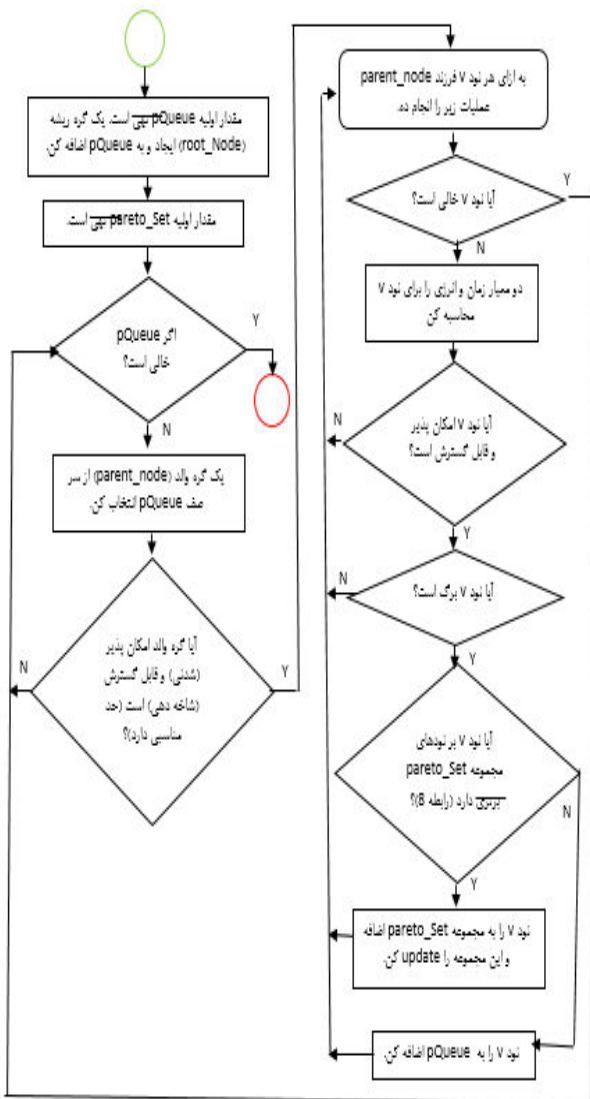 مقدار اولیه pQueue تهی است. یک گره ریشه
(root_Node) ایجاد و به pQueue اضافه کن.
مقدار اولیه pareto_Set تهی است.
اگر pQueue
خالی است؟
Y
N
یک گره والد (parent_node) از سر
صف pQueue انتخاب کن.
آیا گره والد امکان پذیر
(شدنی) و قابل گسترش
(شاخه دهی) است (حد
مناسبی دارد)؟
N
Y
به ازای هر نود v فرزند parent_node
عملیات زیر را انجام ده.
آیا نود v خالی است؟
Y
N
دو معیار زمان و انرژی را برای نود v
محاسبه کن
آیا نود v امکان پذیر
و قابل گسترش است؟
N
Y
آیا نود v برگ است؟
N
Y
آیا نود v بر نودهای
مجموعه pareto_Set
برتری دارد (رابطه 8)؟
N
Y
نود v را به مجموعه pareto_Set اضافه
و این مجموعه را update کن.
نود v را به pQueue اضافه کن.